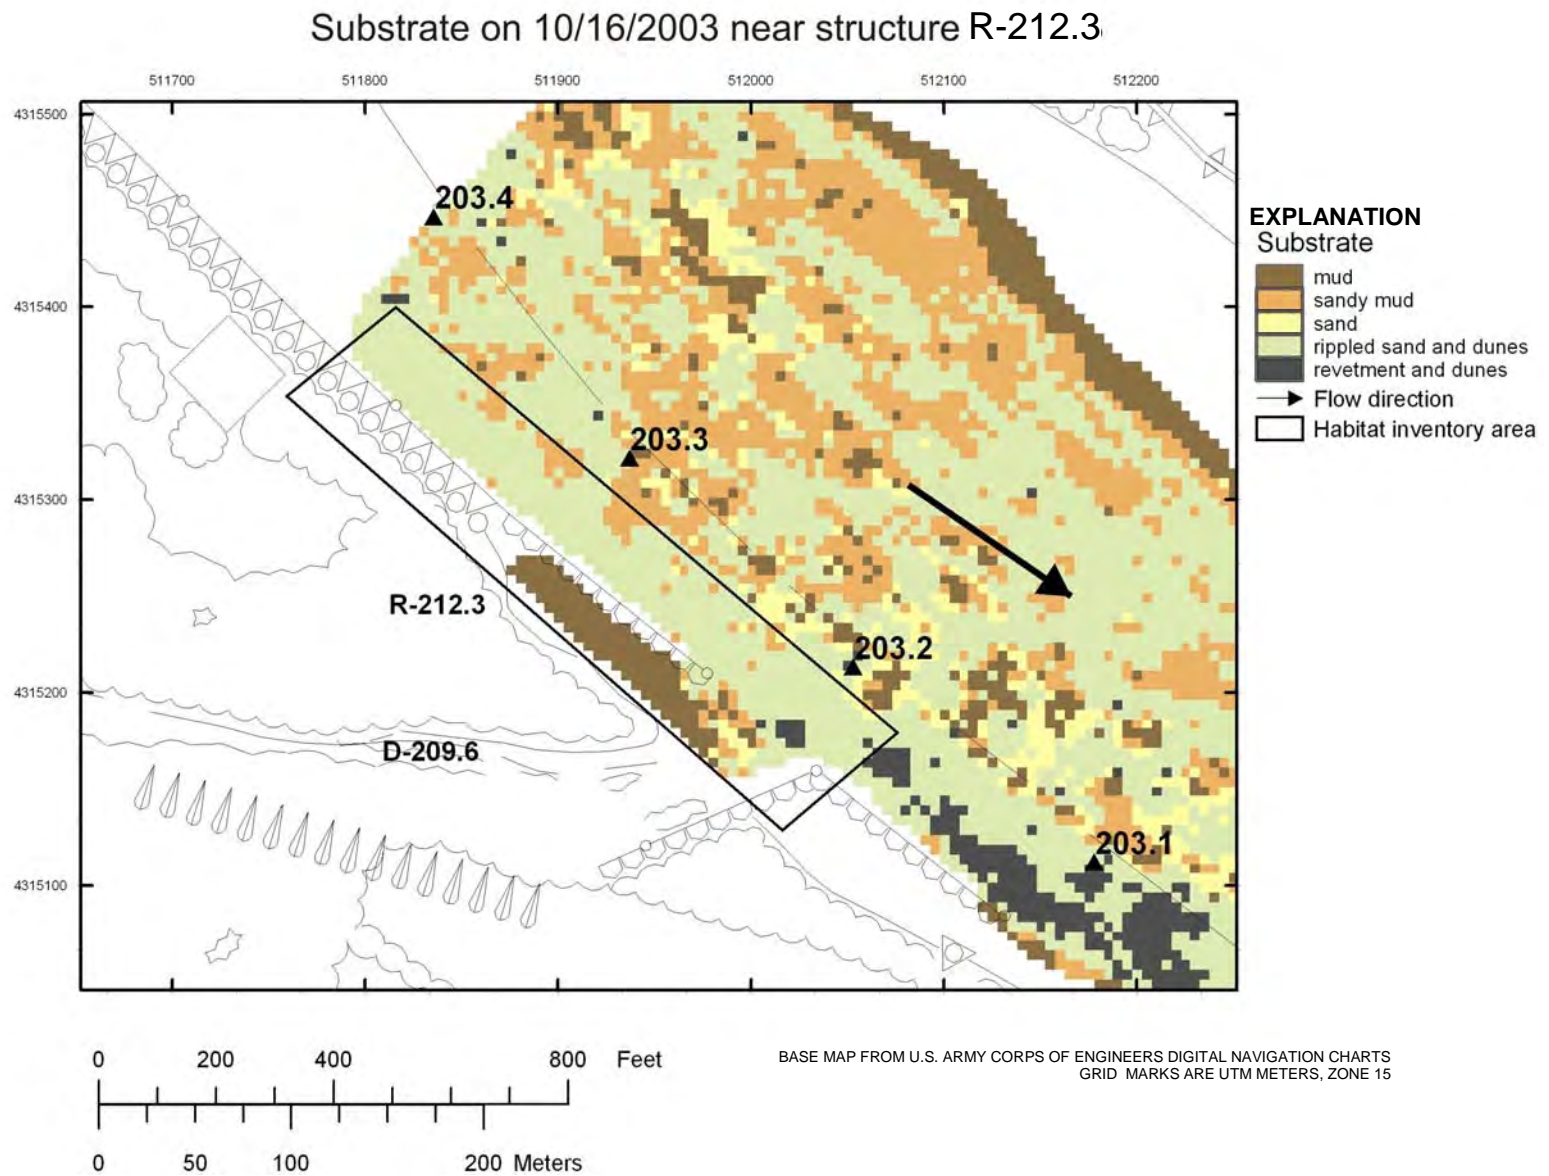 Substrate on 10/16/2003 near structure R-212.3
511700 511800 511900 512000 512100 512200
4315500
4315400
4315300
4315200
4315100
203.4
203.3
203.2
203.1
R-212.3
D-209.6
EXPLANATION
Substrate
mud
sandy mud
sand
rippled sand and dunes
revetment and dunes
Flow direction
Habitat inventory area
0 200 400 800 Feet
0 50 100 200 Meters
BASE MAP FROM U.S. ARMY CORPS OF ENGINEERS DIGITAL NAVIGATION CHARTS
GRID MARKS ARE UTM METERS, ZONE 15